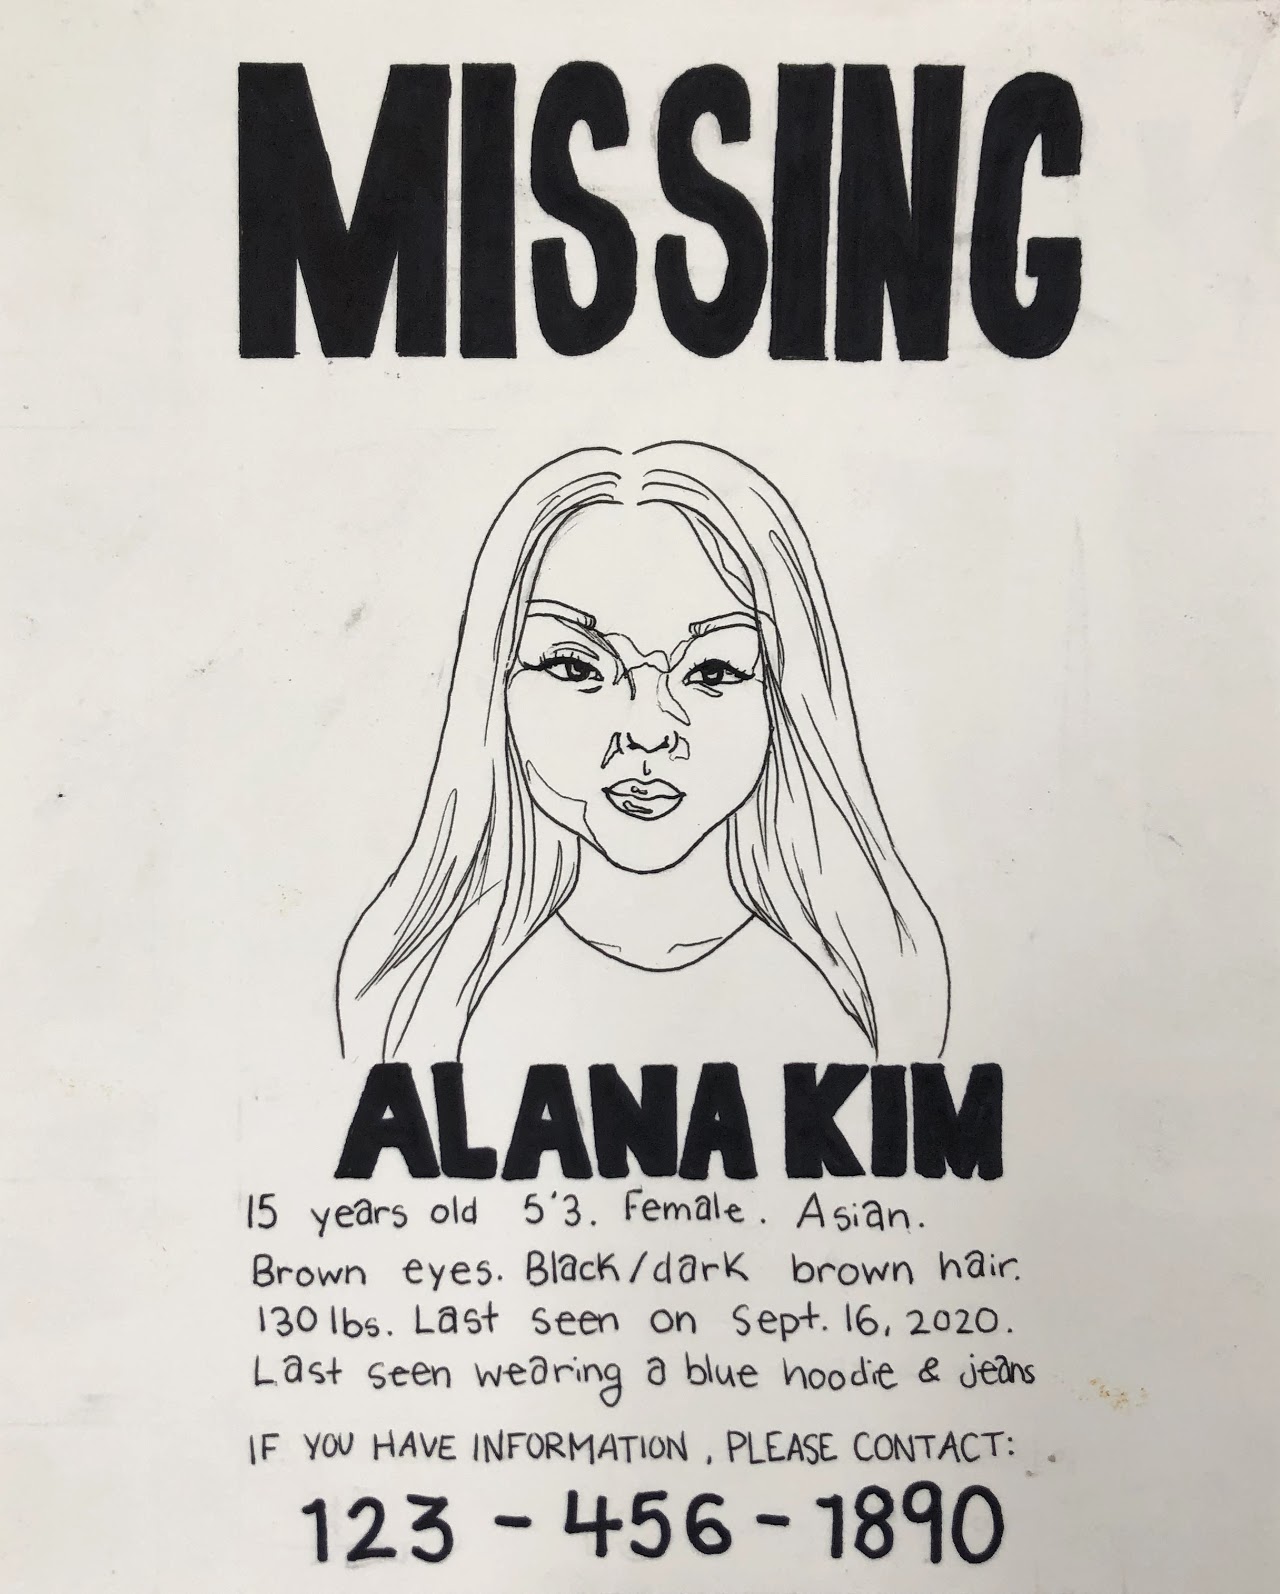 MISSING
ALANA KIM
15 years old 5'3. Female. Asian.
Brown eyes. Black/dark brown hair.
130 lbs. Last seen on Sept. 16, 2020.
Last seen wearing a blue hoodie & jeans
IF YOU HAVE INFORMATION, PLEASE CONTACT:
123-456-1890